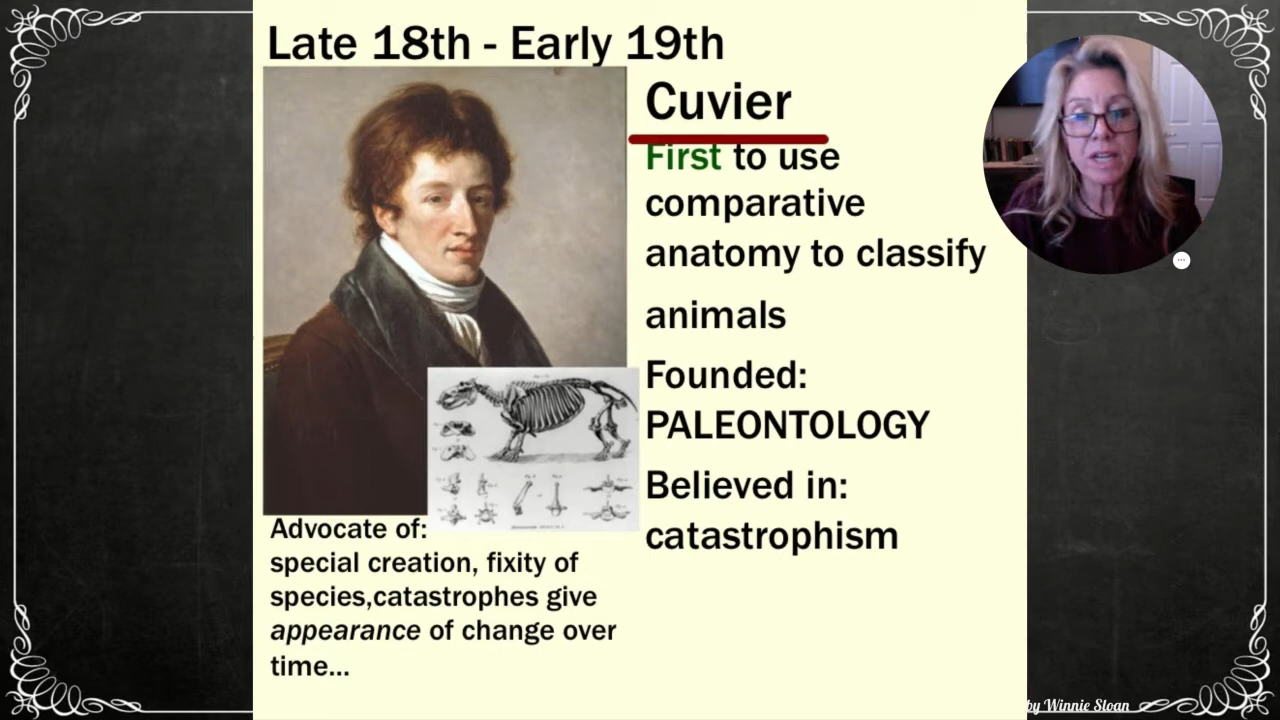 Late 18th - Early 19th
Cuvier
First to use
comparative
anatomy to classify
animals
Founded:
PALEONTOLOGY
Believed in:
catastrophism
Advocate of:
special creation, fixity of
species,catastrophes give
appearance of change over
time...
by Winnie Sloan